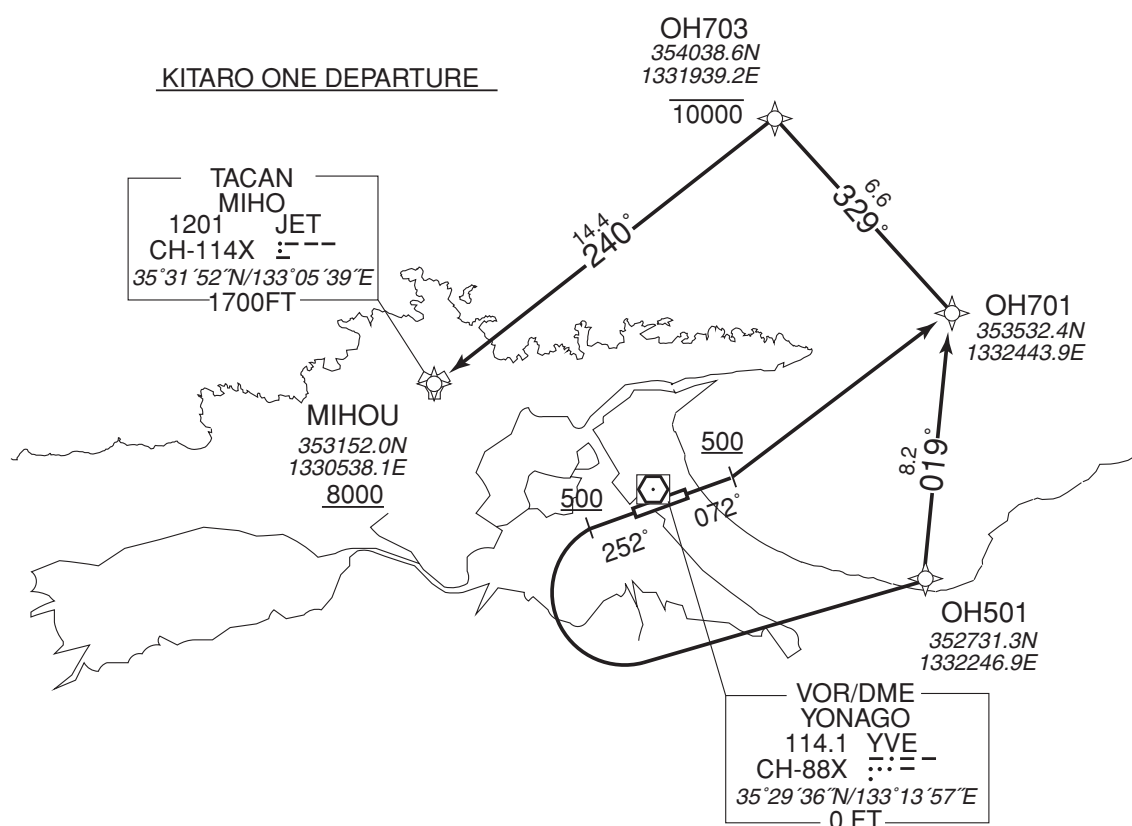 OH703
354038.6N
1331939.2E
10000
KITARO ONE DEPARTURE
TACAN
MIHO
1201 JET
CH-114X
35°31´52˝N/133°05´39˝E
1700FT
6.6
329°
14.4
240°
OH701
353532.4N
1332443.9E
MIHOU
353152.0N
1330538.1E
8000
500
500
072°
252°
8.2
019°
OH501
352731.3N
1332246.9E
VOR/DME
YONAGO
114.1 YVE
CH-88X
35°29´36˝N/133°13´57˝E
0 FT